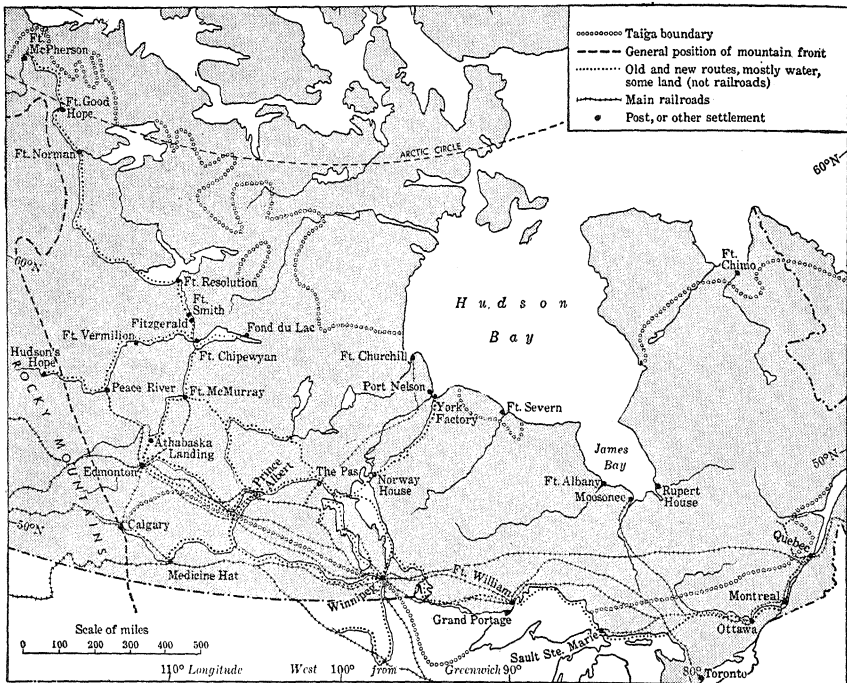 Taiga boundary
General position of mountain front
Old and new routes, mostly water,
some land (not railroads)
Main railroads
Post, or other settlement
Ft.
McPherson
Ft. Good
Hope
Ft. Norman
ARCTIC CIRCLE
60°N
60°N
Ft. Resolution
Ft.
Smith
Fitzgerald
Fond du Lac
Ft. Vermilion
Ft. Chipewyan
Hudson's
Hope
Peace River
Ft. McMurray
Hudson
Bay
Ft.
Chimo
Ft. Churchill
Port Nelson
York
Factory
Ft. Severn
ROCKY MOUNTAINS
Athabaska
Landing
Edmonton
Prince
Albert
The Pas
Norway
House
James
Bay
Ft. Albany
Moosonee
Rupert
House
50°N
50°N
Calgary
Medicine Hat
Winnipeg
Ft. William
Grand Portage
Sault Ste. Marie
Quebec
Montreal
Ottawa
Toronto
Scale of miles
0 100 200 300 400 500
110° Longitude West 100° from Greenwich 90° 80°